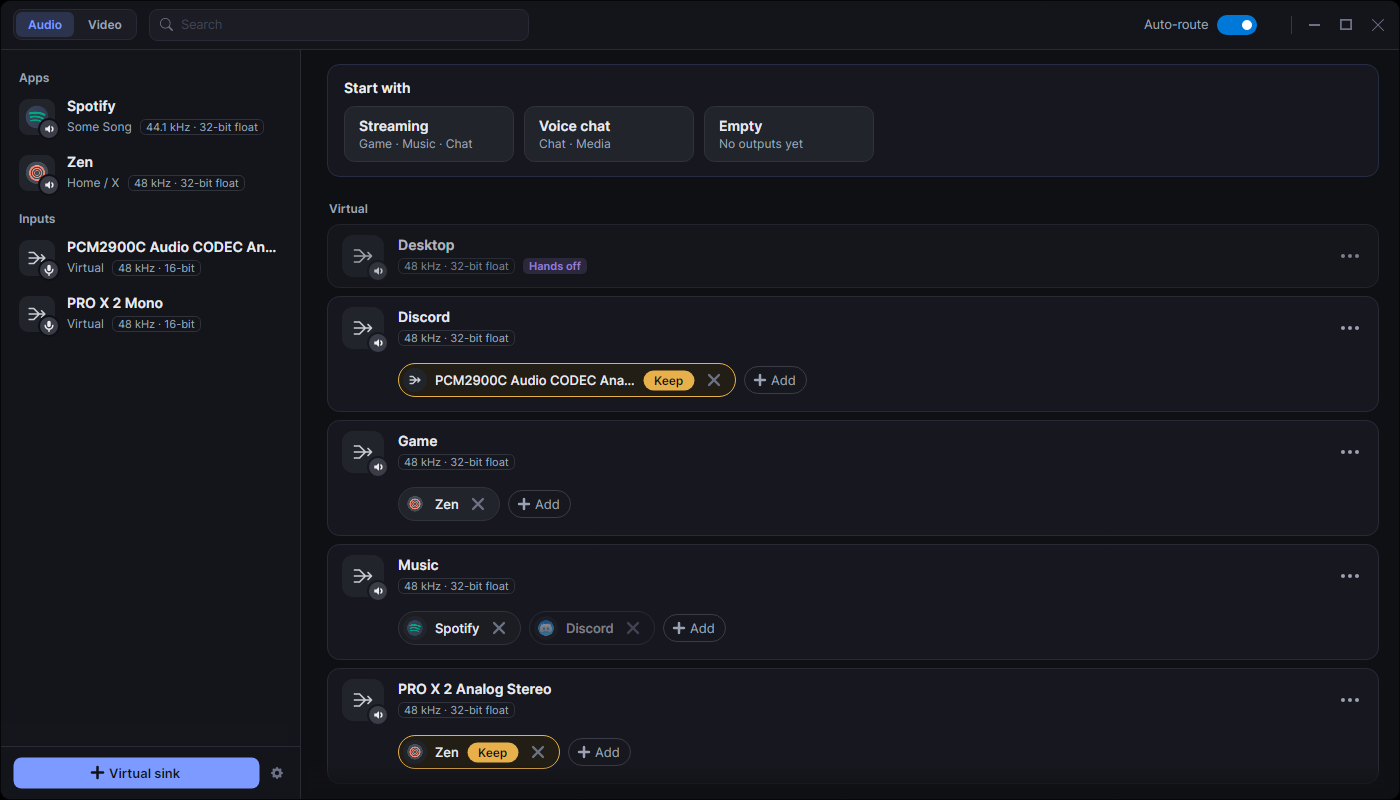 Audio
Video
Search
Auto-route
Apps
Spotify
Some Song 44.1 kHz · 32-bit float
Zen
Home / X 48 kHz · 32-bit float
Inputs
PCM2900C Audio CODEC An...
Virtual 48 kHz · 16-bit
PRO X 2 Mono
Virtual 48 kHz · 16-bit
Virtual sink
Start with
Streaming
Game · Music · Chat
Voice chat
Chat · Media
Empty
No outputs yet
Virtual
Desktop
48 kHz · 32-bit float Hands off
Discord
48 kHz · 32-bit float
PCM2900C Audio CODEC Ana... Keep Add
Game
48 kHz · 32-bit float
Zen Add
Music
48 kHz · 32-bit float
Spotify Discord Add
PRO X 2 Analog Stereo
48 kHz · 32-bit float
Zen Keep Add